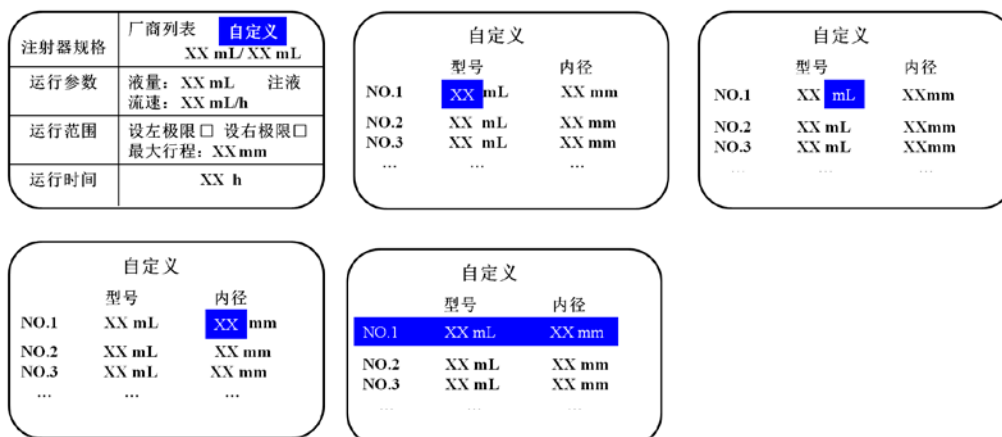 厂商列表 自定义
注射器规格 XX mL/ XX mL
运行参数 液量：XX mL 注液
流速：XX mL/h
运行范围 设左极限□ 设右极限□
最大行程：XX mm
运行时间 XX h
自定义
型号 内径
NO.1 XX mL XX mm
NO.2 XX mL XX mm
NO.3 XX mL XX mm
... ...
自定义
型号 内径
NO.1 XX mL XXmm
NO.2 XX mL XXmm
NO.3 XX mL XXmm
... ... ...
自定义
型号 内径
NO.1 XX mL XX mm
NO.2 XX mL XX mm
NO.3 XX mL XX mm
... ... ...
自定义
型号 内径
NO.1 XX mL XX mm
NO.2 XX mL XX mm
NO.3 XX mL XX mm
... ... ...